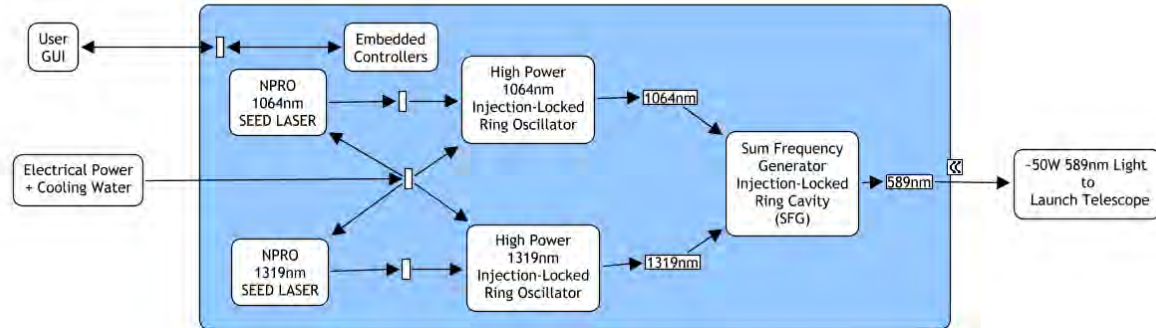 User
GUI
Embedded
Controllers
NPRO
1064nm
SEED LASER
High Power
1064nm
Injection-Locked
Ring Oscillator
1064nm
Electrical Power
+ Cooling Water
Sum Frequency
Generator
Injection-Locked
Ring Cavity
(SFG)
589nm
~50W 589nm Light
to
Launch Telescope
NPRO
1319nm
SEED LASER
High Power
1319nm
Injection-Locked
Ring Oscillator
1319nm